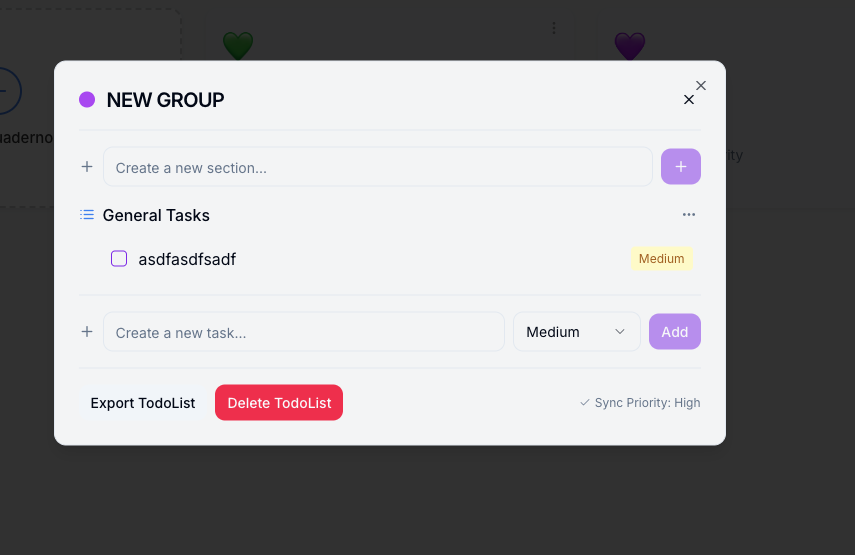 uaderno
ity
NEW GROUP
Create a new section...
General Tasks
asdfasdfsadf
Medium
Create a new task...
Medium
Add
Export TodoList
Delete TodoList
Sync Priority: High